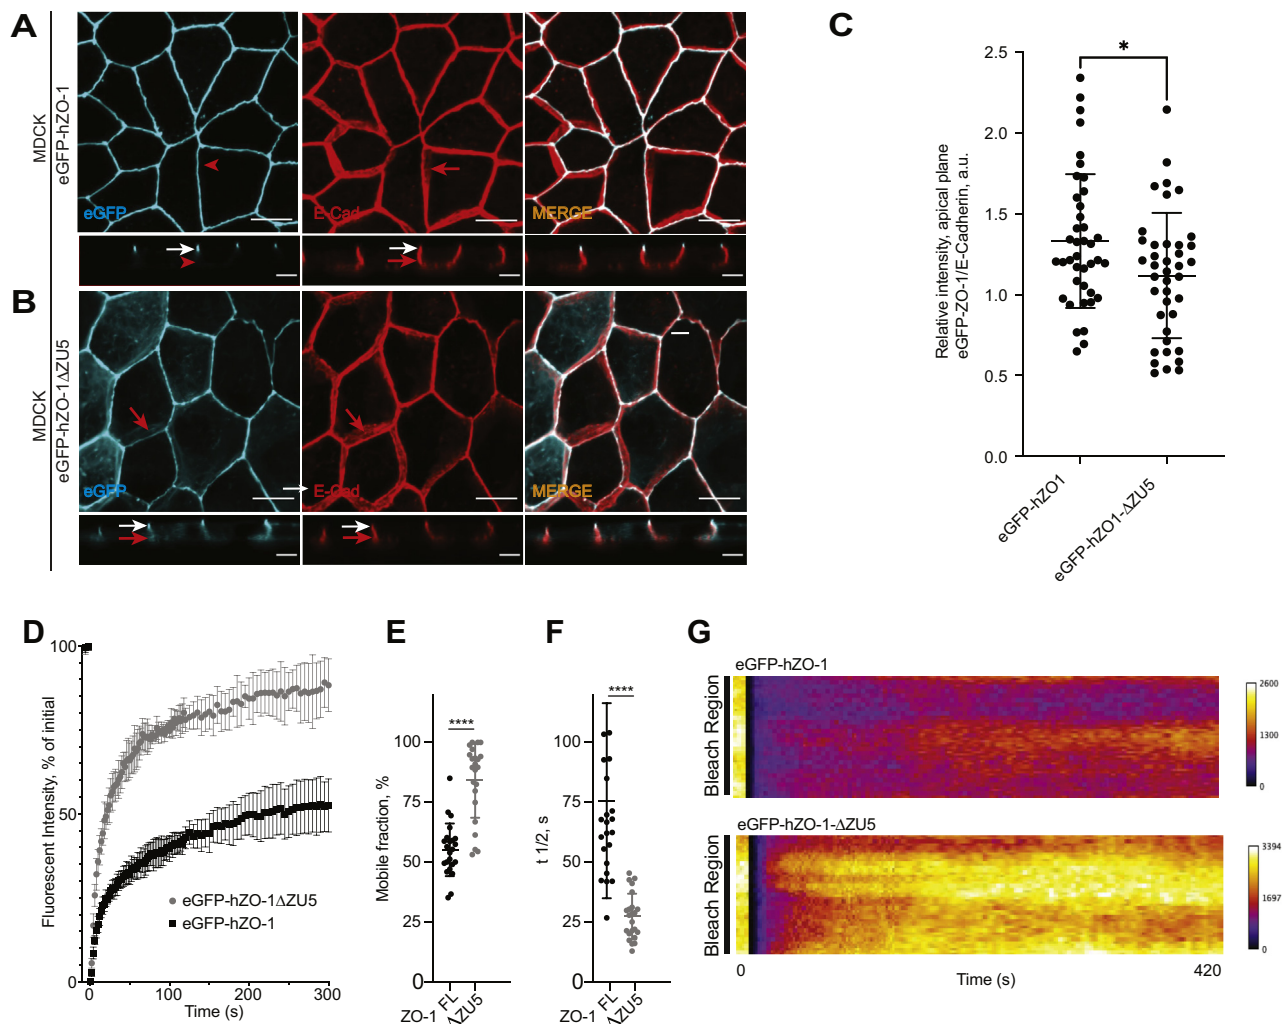 A
MDCK
eGFP-hZO-1
eGFP
E-Cad
MERGE
B
MDCK
eGFP-hZO-1ΔZU5
eGFP
E-Cad
MERGE
C
Relative intensity, apical plane
eGFP-ZO-1/E-Cadherin, a.u.
2.5
2.0
1.5
1.0
0.5
0.0
*
eGFP-hZO1
eGFP-hZO1-ΔZU5
D
Fluorescent Intensity, % of initial
100
50
0
0
100
200
300
Time (s)
eGFP-hZO-1ΔZU5
eGFP-hZO-1
E
Mobile fraction, %
100
75
50
25
0
****
ZO-1 FL ΔZU5
F
t 1/2, s
100
75
50
25
0
****
ZO-1 FL ΔZU5
G
eGFP-hZO-1
Bleach Region
2600
1300
0
eGFP-hZO-1-ΔZU5
Bleach Region
3394
1697
0
0 Time (s) 420